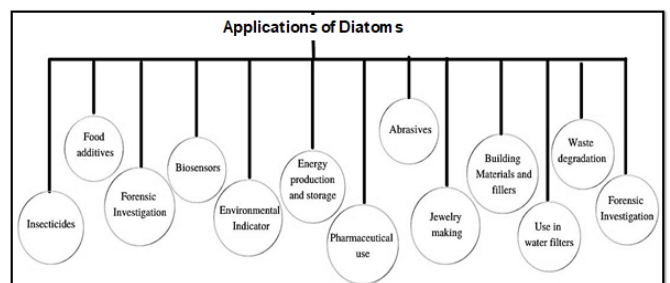 Applications of Diatoms
Insecticides
Food
additives
Forensic
Investigation
Biosensors
Environmental
Indicator
Energy
production
and storage
Pharmaceutical
use
Abrasives
Jewelry
making
Building
Materials and
fillers
Use in
water filters
Waste
degradation
Forensic
Investigation